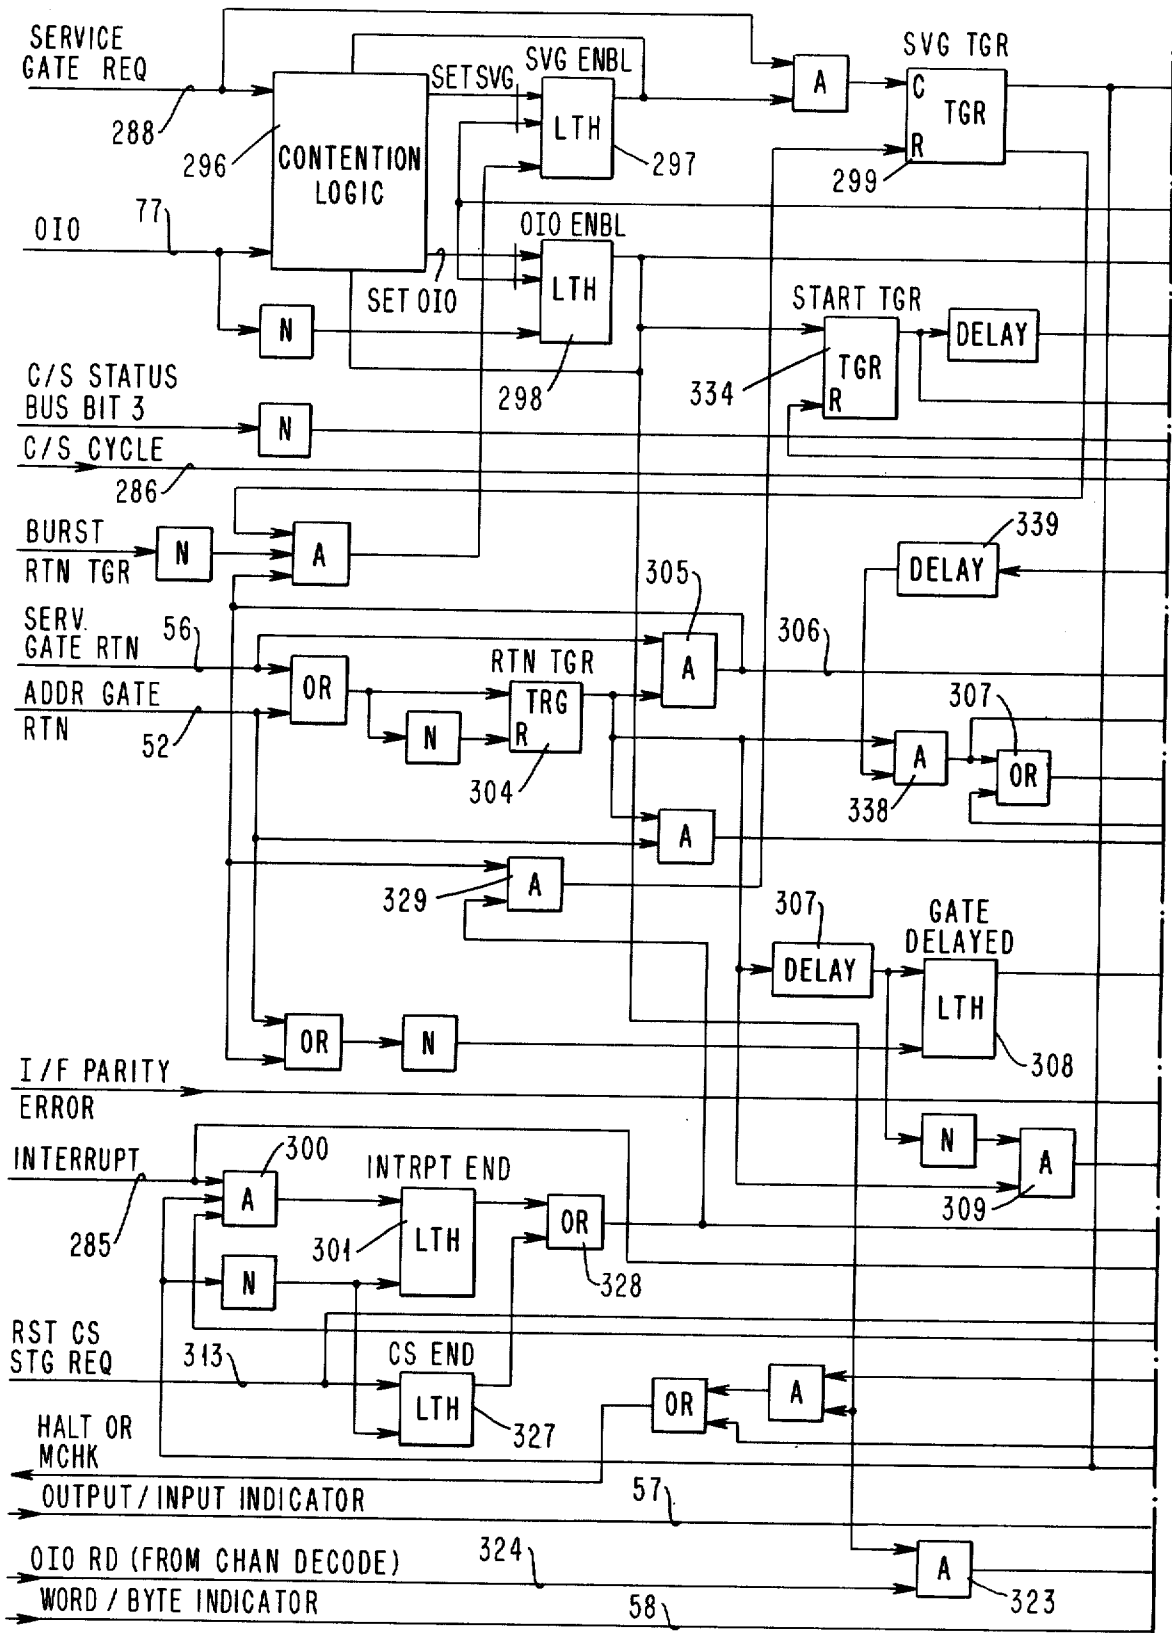 SERVICE
GATE REQ
288
296
CONTENTION
LOGIC
SET SVG
SVG ENBL
LTH
297
A
SVG TGR
C
TGR
R
299
OIO
77
SET OIO
OIO ENBL
LTH
298
N
START TGR
TGR
R
334
DELAY
C/S STATUS
BUS BIT 3
N
C/S CYCLE
286
BURST
RTN TGR
N
A
339
DELAY
SERV.
GATE RTN
56
ADDR GATE
RTN
52
OR
N
RTN TGR
TRG
R
304
305
A
306
307
A
338
OR
A
329
A
307
DELAY
GATE
DELAYED
LTH
308
OR
N
I/F PARITY
ERROR
N
A
309
INTERRUPT
285
300
A
INTRPT END
301
LTH
OR
328
N
RST CS
STG REQ
313
CS END
LTH
327
OR
A
HALT OR
MCHK
OUTPUT/INPUT INDICATOR
57
OIO RD (FROM CHAN DECODE)
324
A
323
WORD/BYTE INDICATOR
58